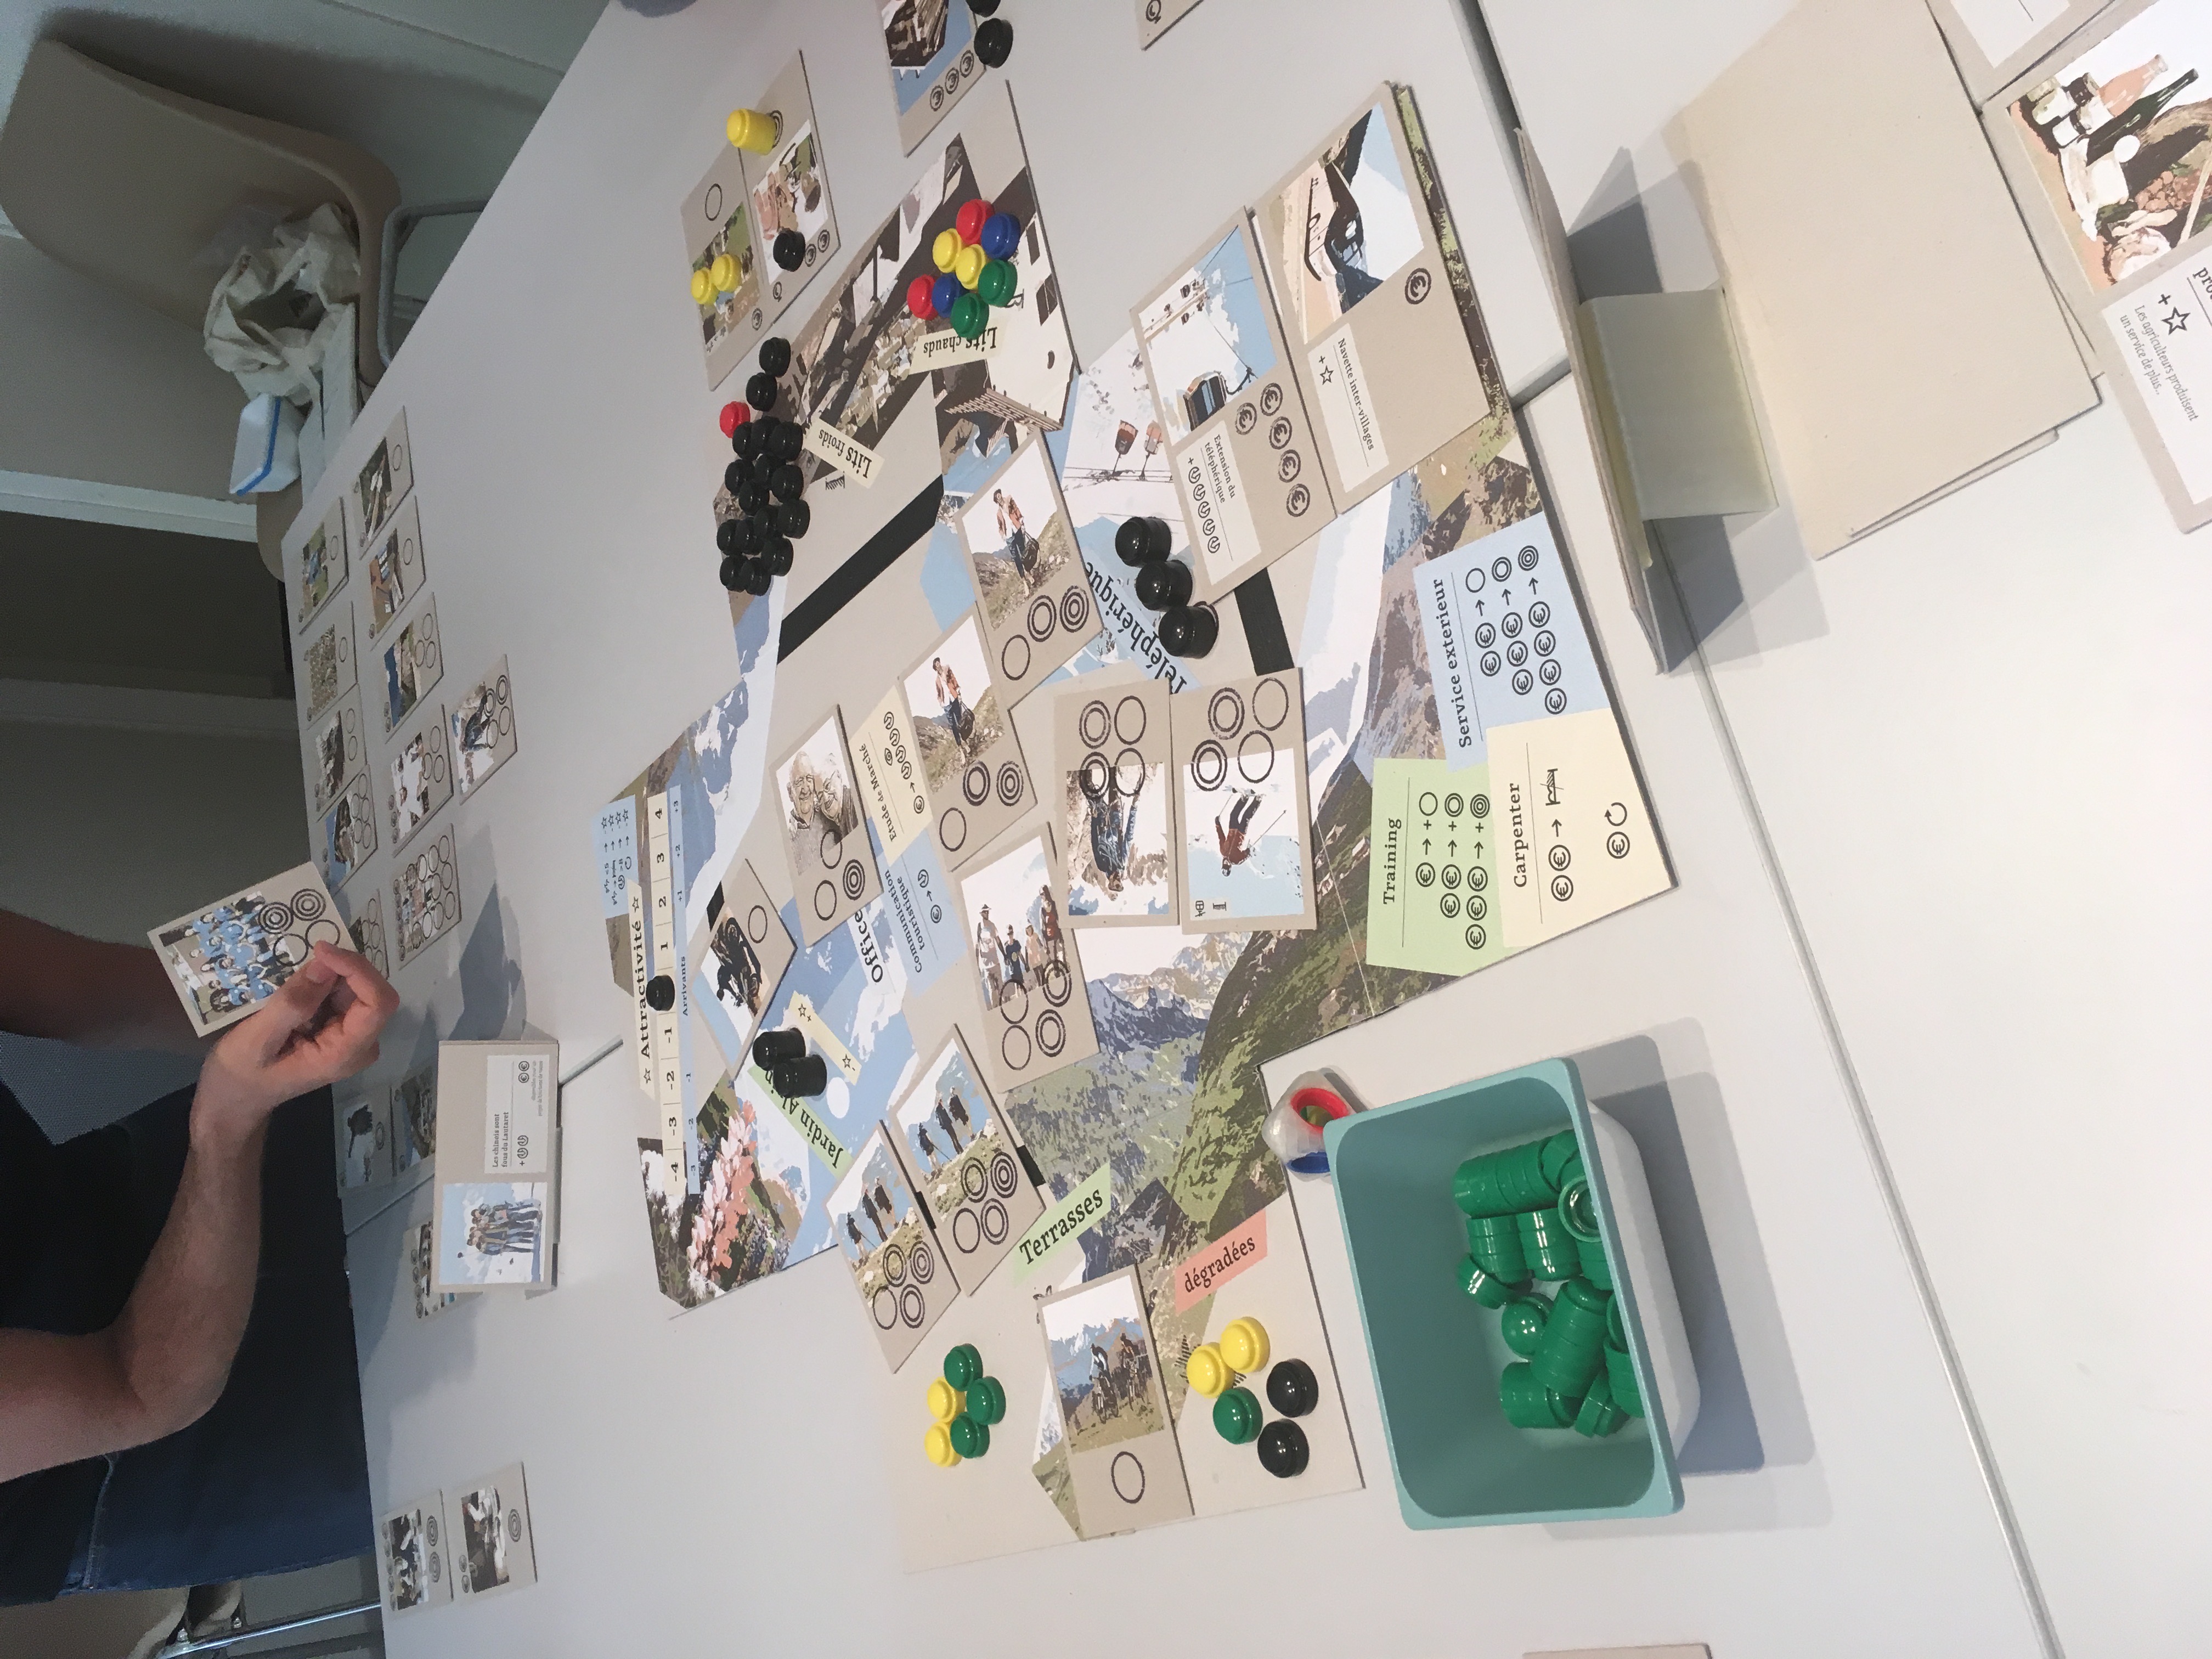 Les chinois sont
fous du Lautaret
☆ Attractivité ☆
-4 -3 -2 -1 1 2 3 4
-3 -2 -1 Arrivants +1 +2 +3
Jardin
Office
Communication
touristique
Etude de Marché
Lits froids
Lits chauds
Terrasses
dégradées
Téléphérique
Extension du
téléphérique
Navette inter-villages
Training
Service exterieur
Carpenter
Les agriculteurs produisent
un service de plus...